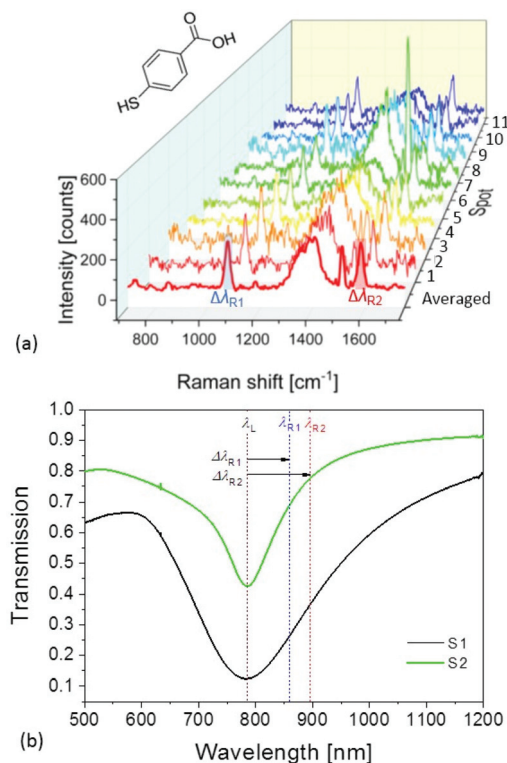 O
OH
HS
600
400
200
0
Intensity [counts]
ΔλR1
ΔλR2
800 1000 1200 1400 1600
Raman shift [cm-1]
11
10
9
8
7
6
5
4
3
2
1
Averaged
Spot
(a)
λL
λR1
λR2
ΔλR1
ΔλR2
1.0
0.9
0.8
0.7
0.6
0.5
0.4
0.3
0.2
0.1
Transmission
S1
S2
500 600 700 800 900 1000 1100 1200
Wavelength [nm]
(b)